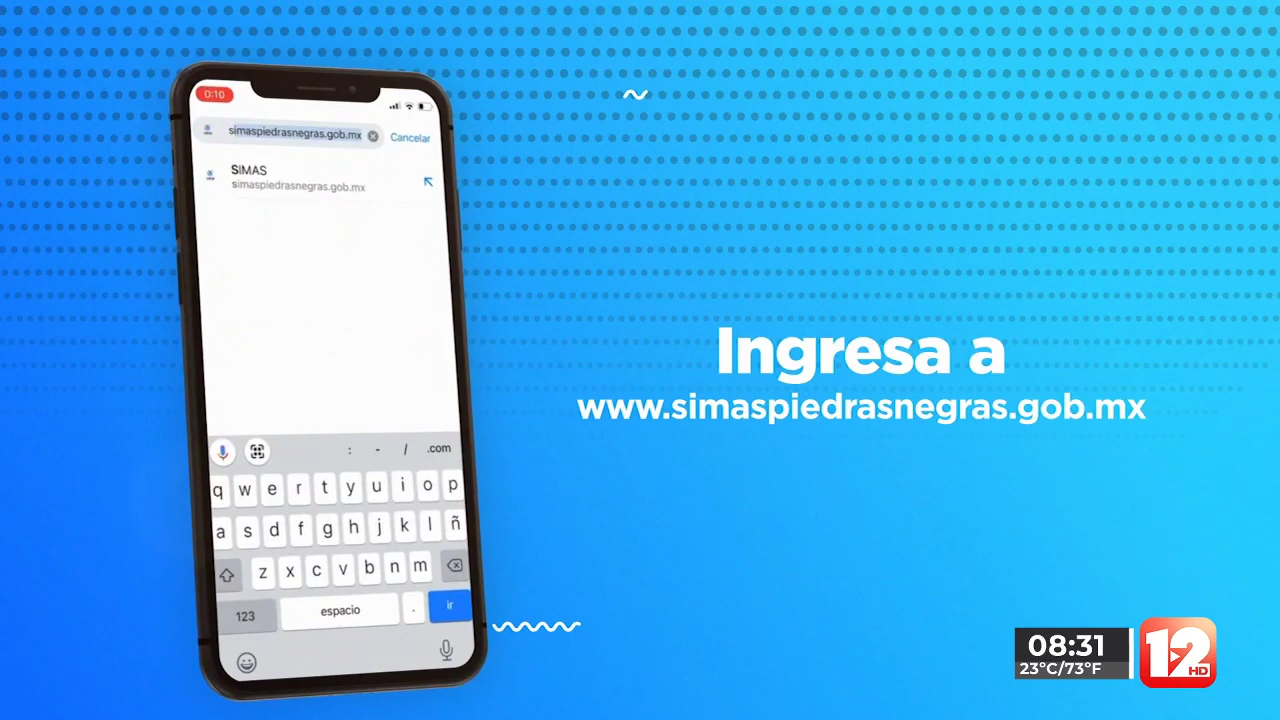 0:10
simaspiedrasnegras.gob.mx
Cancelar
SIMAS
simaspiedrasnegras.gob.mx
Ingresa a
www.simaspiedrasnegras.gob.mx
: - / .com
q w e r t y u i o p
a s d f g h j k l ñ
z x c v b n m
123 espacio . ir
08:31
23°C/73°F
12
HD